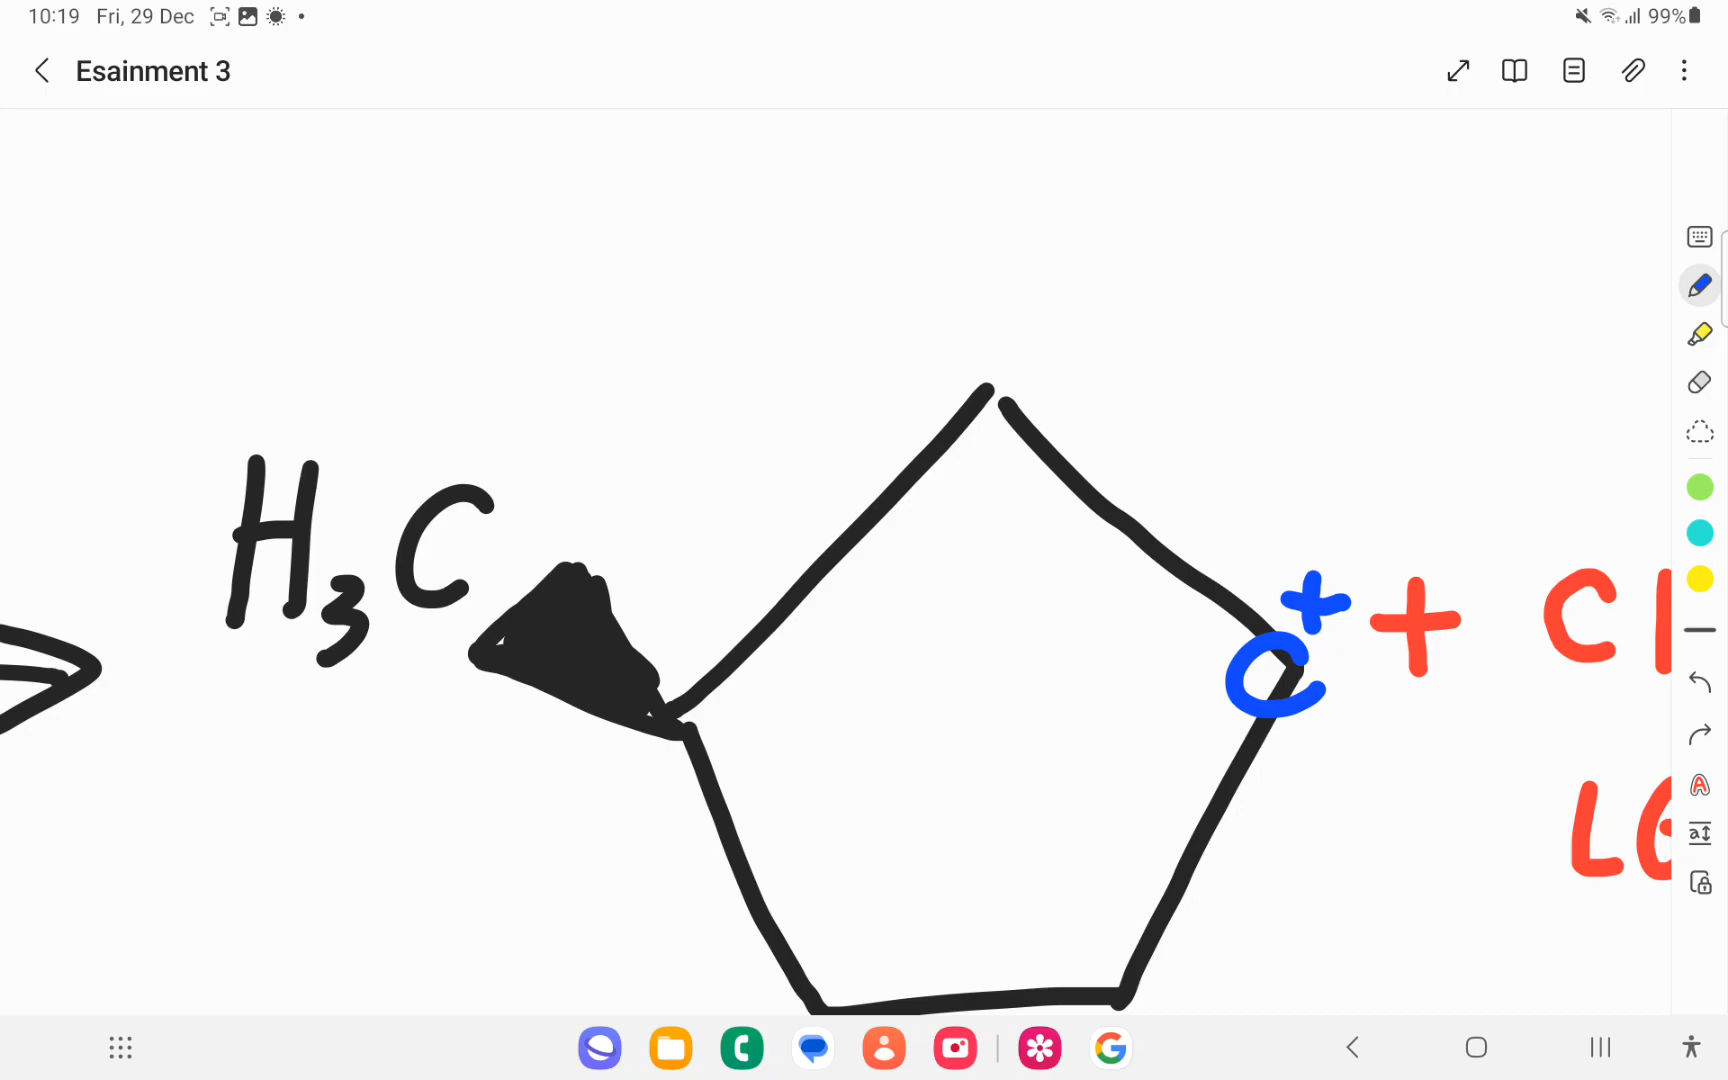 10:19 Fri, 29 Dec
99%
Esainment 3
H3C
C+ + Cl
L